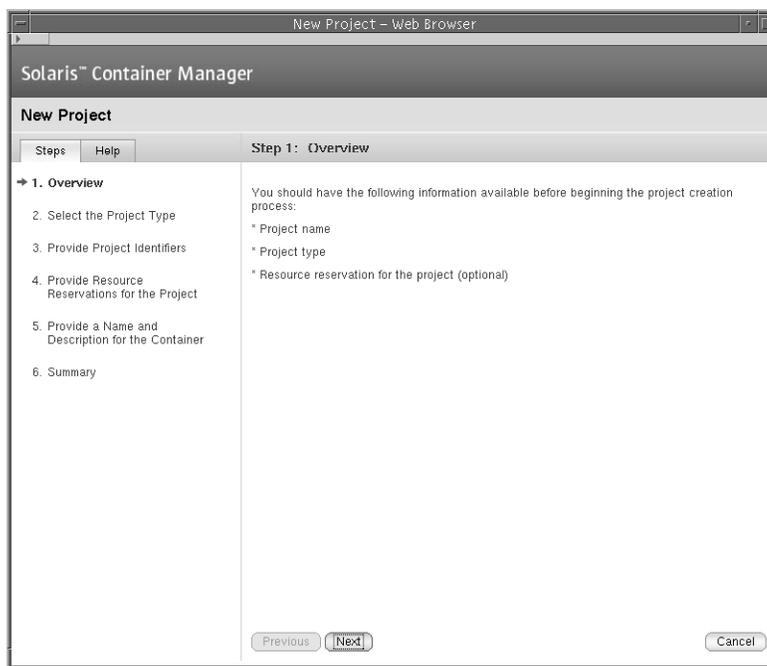 New Project – Web Browser
Solaris™ Container Manager
New Project
Steps Help
➔ 1. Overview
2. Select the Project Type
3. Provide Project Identifiers
4. Provide Resource
Reservations for the Project
5. Provide a Name and
Description for the Container
6. Summary
Step 1: Overview
You should have the following information available before beginning the project creation
process:
* Project name
* Project type
* Resource reservation for the project (optional)
Previous Next Cancel